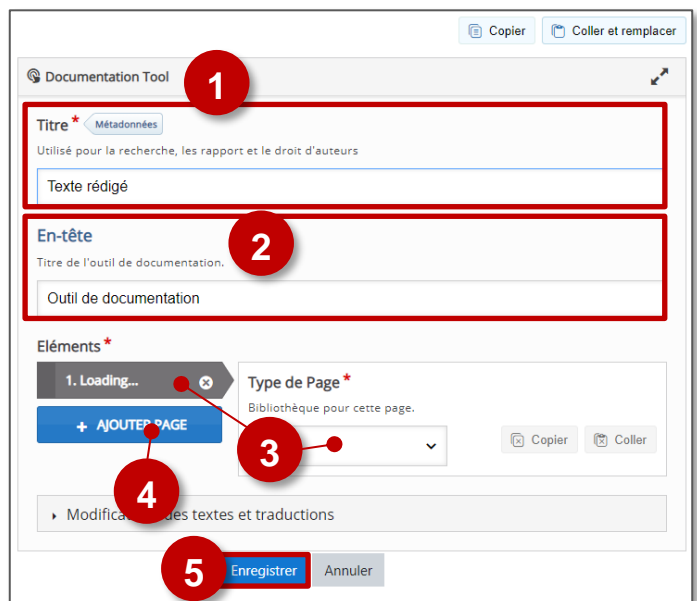 Copier Coller et remplacer
Documentation Tool
1
Titre * Métadonnées
Utilisé pour la recherche, les rapport et le droit d'auteurs
Texte rédigé
En-tête
2
Titre de l'outil de documentation.
Outil de documentation
Eléments *
1. Loading... Type de Page *
Bibliothèque pour cette page.
+ AJOUTER PAGE
3
Copier Coller
4
des textes et traductions
5
Enregistrer Annuler